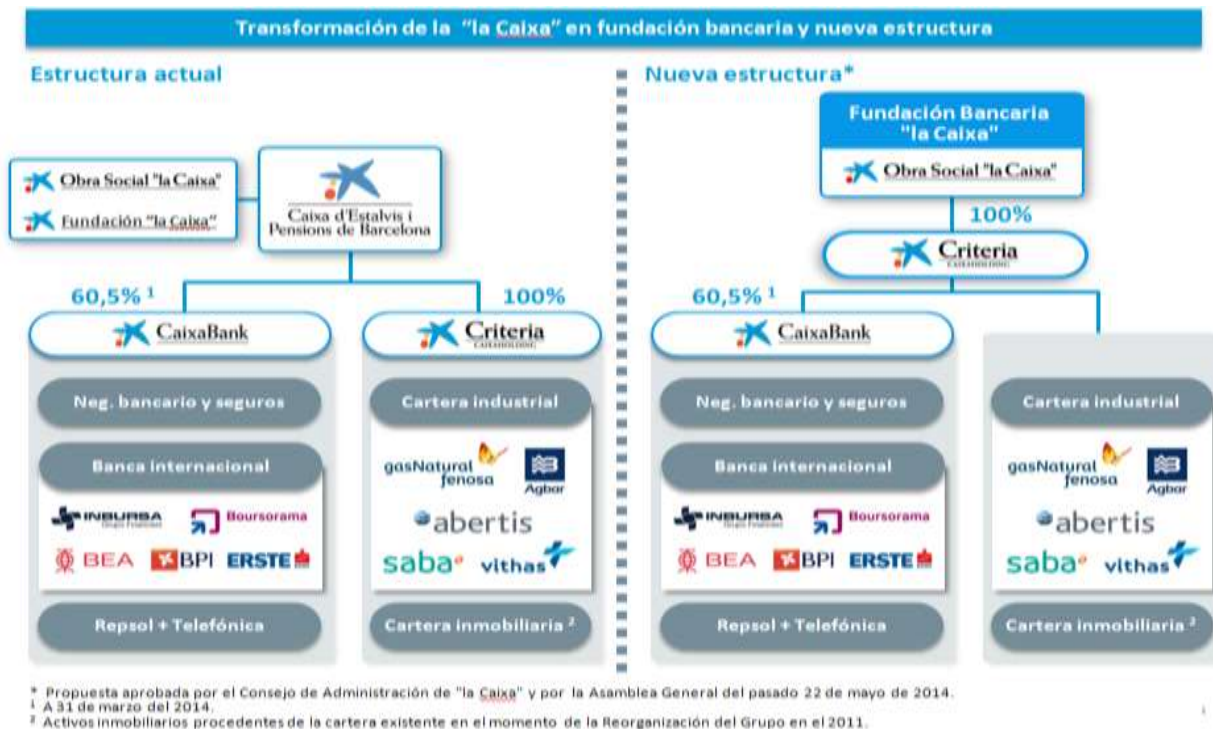 Transformación de la "la Caixa" en fundación bancaria y nueva estructura
Estructura actual
Obra Social "la Caixa"
Fundación "la Caixa"
Caixa d'Estalvis i
Pensions de Barcelona
60,5% ¹
100%
CaixaBank
Criteria
CAIXAHOLDING
Neg. bancario y seguros
Cartera industrial
Banca internacional
gasNatural
fenosa
Agbar
INBURSA
Grupo Financiero
Boursorama
abertis
BEA
BPI
ERSTE
saba
vithas
Repsol + Telefónica
Cartera inmobiliaria ²
Nueva estructura*
Fundación Bancaria
"la Caixa"
Obra Social "la Caixa"
100%
Criteria
CAIXAHOLDING
60,5% ¹
CaixaBank
Neg. bancario y seguros
Cartera industrial
Banca internacional
gasNatural
fenosa
Agbar
INBURSA
Grupo Financiero
Boursorama
abertis
BEA
BPI
ERSTE
saba
vithas
Repsol + Telefónica
Cartera inmobiliaria ²
* Propuesta aprobada por el Consejo de Administración de "la Caixa" y por la Asamblea General del pasado 22 de mayo de 2014.
¹ A 31 de marzo del 2014.
² Activos inmobiliarios procedentes de la cartera existente en el momento de la Reorganización del Grupo en el 2011.